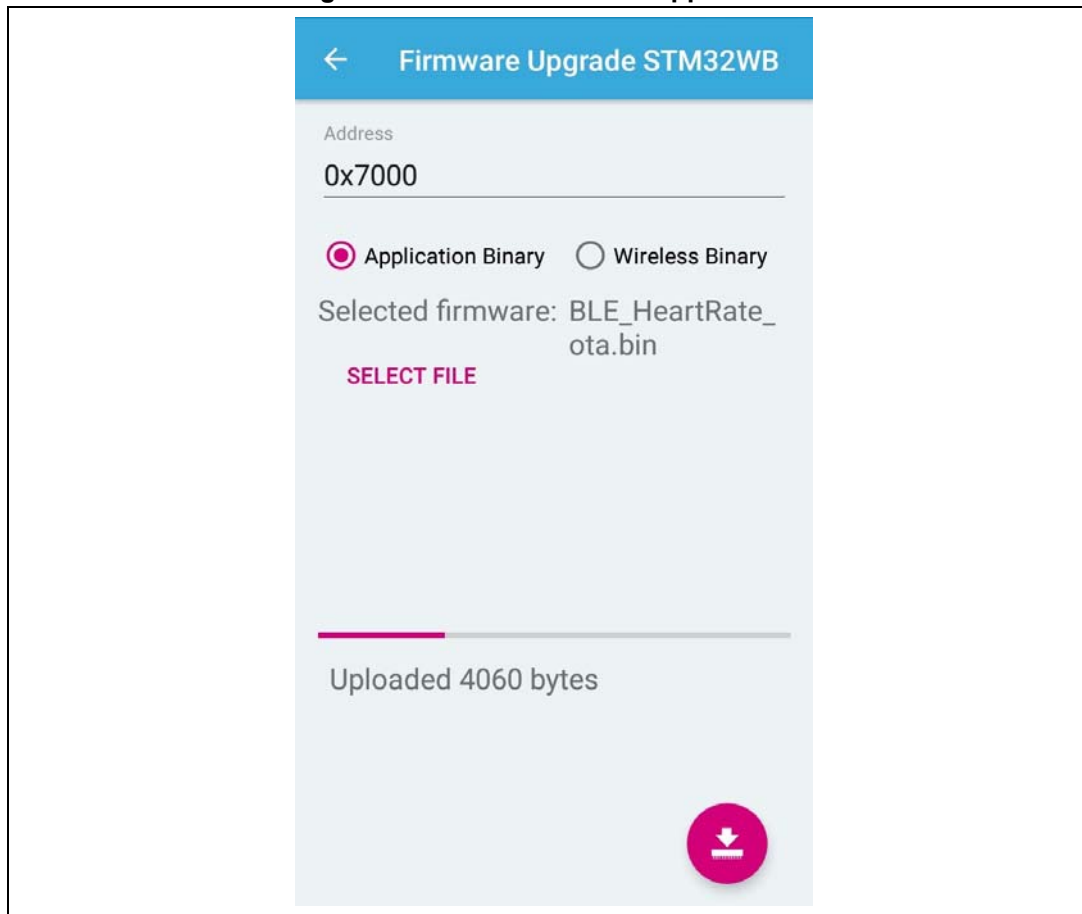 Firmware Upgrade STM32WB
Address
0x7000
Application Binary Wireless Binary
Selected firmware: BLE_HeartRate_
ota.bin
SELECT FILE
Uploaded 4060 bytes